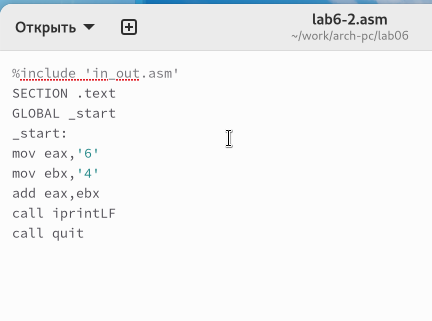 Открыть
lab6-2.asm
~/work/arch-pc/lab06
%include 'in_out.asm'
SECTION .text
GLOBAL _start
_start:
mov eax,'6'
mov ebx,'4'
add eax,ebx
call iprintLF
call quit